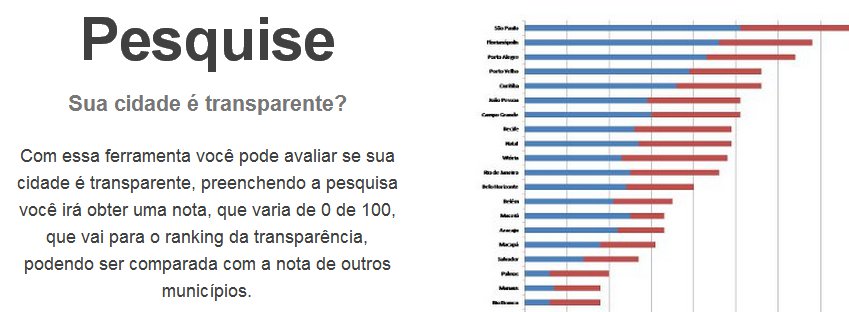 Pesquise
Sua cidade é transparente?
Com essa ferramenta você pode avaliar se sua
cidade é transparente, preenchendo a pesquisa
você irá obter uma nota, que varia de 0 de 100,
que vai para o ranking da transparência,
podendo ser comparada com a nota de outros
municípios.
São Paulo
Florianópolis
Porto Alegre
Porto Velho
Curitiba
João Pessoa
Campo Grande
Recife
Natal
Vitória
Rio de Janeiro
Belo Horizonte
Belém
Maceió
Aracaju
Macapá
Salvador
Palmas
Manaus
Rio Branco